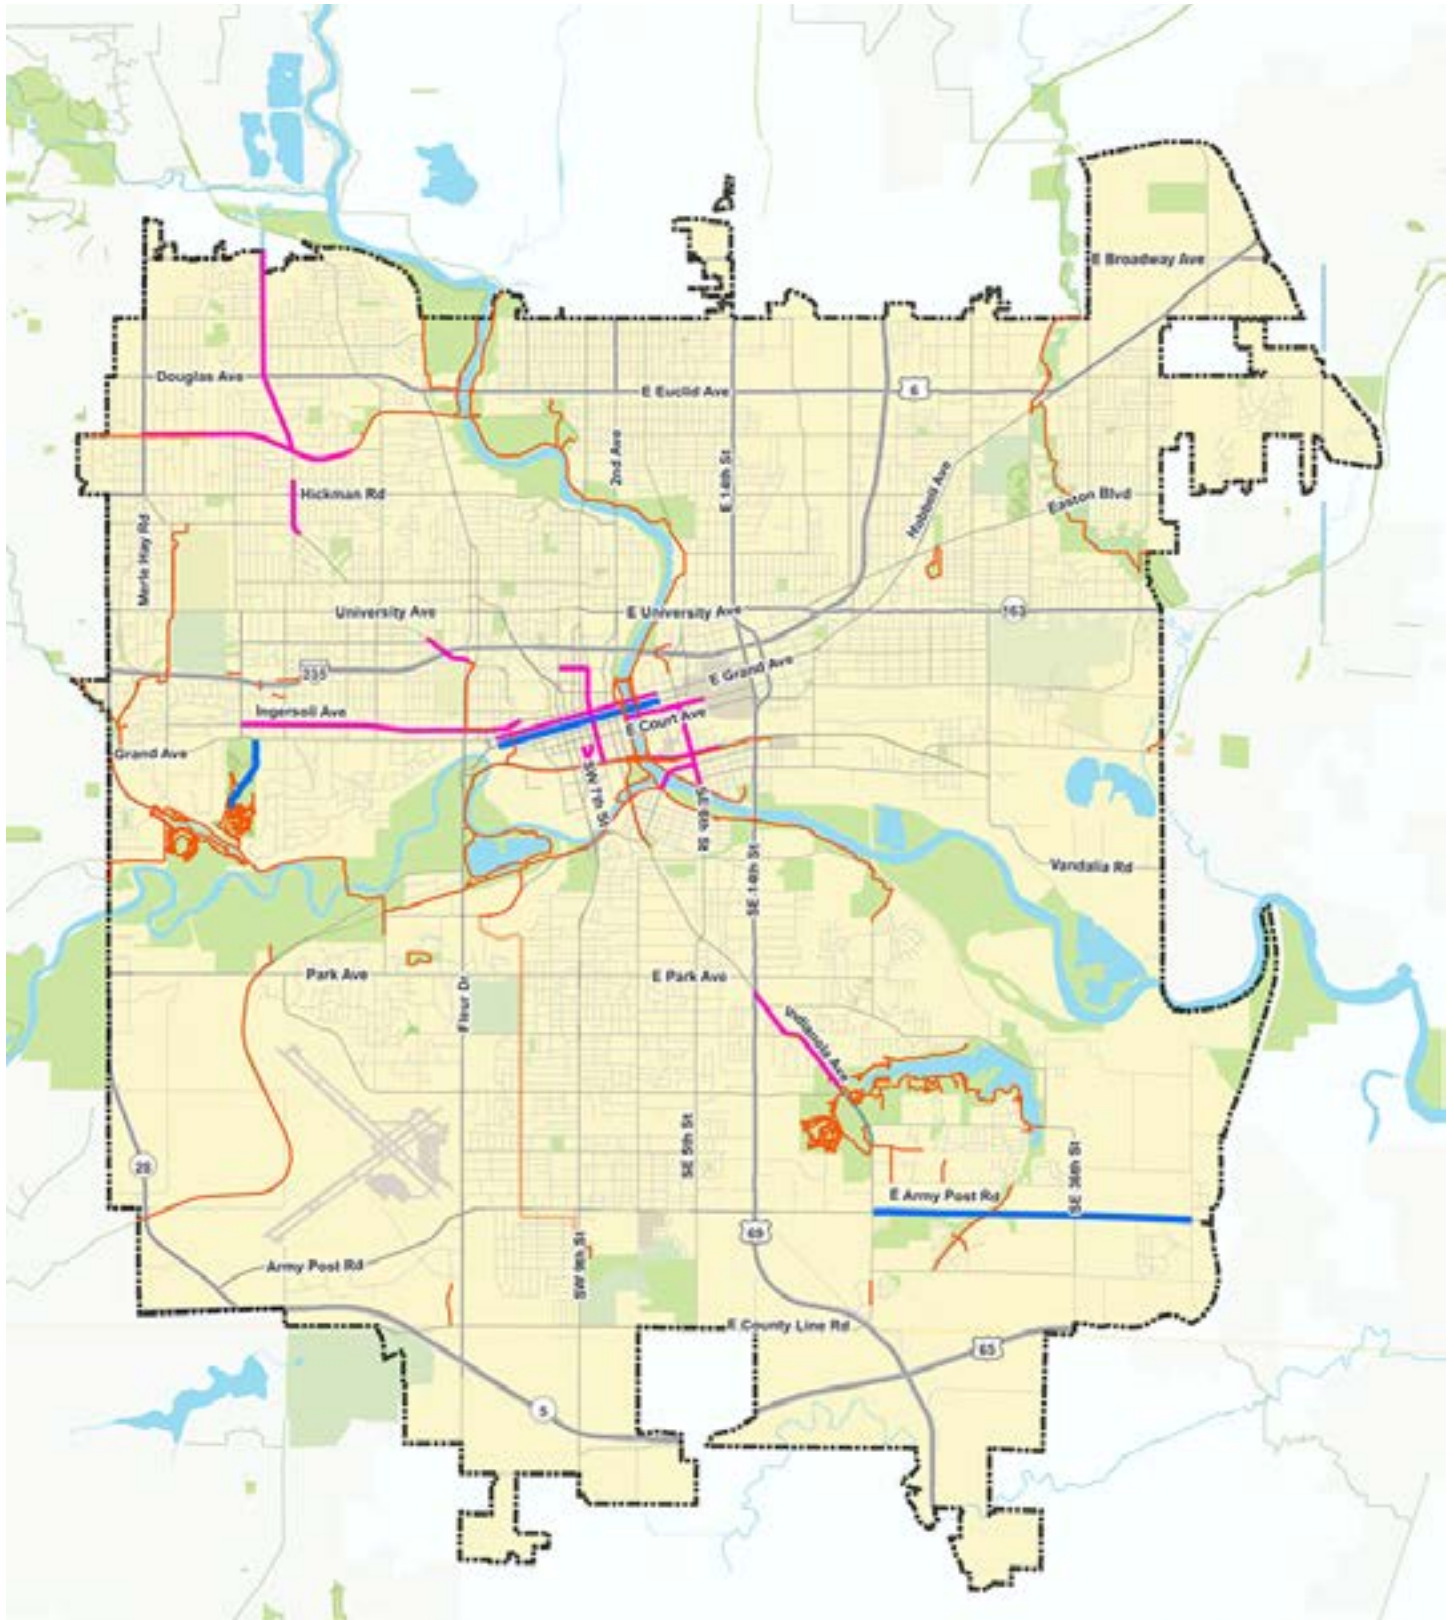 E Broadway Ave
Douglas Ave
E Euclid Ave
6
2nd Ave
E 14th St
Hubbell Ave
Hickman Rd
Easton Blvd
Merle Hay Rd
University Ave
E University Ave
163
235
E Grand Ave
Ingersoll Ave
E Court Ave
Grand Ave
SW 7th St
SE 6th St
Vandalia Rd
SE 14th St
Park Ave
E Park Ave
Fleur Dr
Indianola Ave
SE 5th St
28
SE 36th St
E Army Post Rd
69
Army Post Rd
SW 9th St
E County Line Rd
65
5